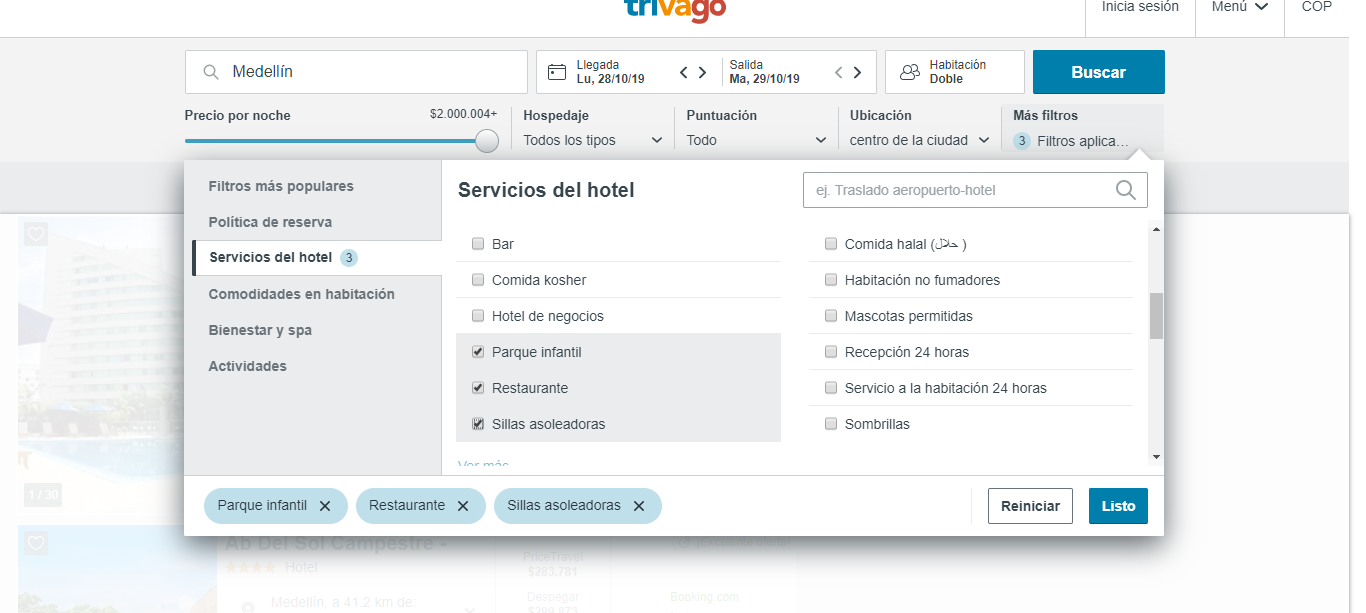 trivago
Inicia sesión
Menú
COP
Medellín
Llegada
Lu, 28/10/19
Salida
Ma, 29/10/19
Habitación
Doble
Buscar
Precio por noche
$2.000.004+
Hospedaje
Todos los tipos
Puntuación
Todo
Ubicación
centro de la ciudad
Más filtros
3 Filtros aplica...
Filtros más populares
Política de reserva
Servicios del hotel 3
Comodidades en habitación
Bienestar y spa
Actividades
Servicios del hotel
ej. Traslado aeropuerto-hotel
Bar
Comida kosher
Hotel de negocios
Parque infantil
Restaurante
Sillas asoleadoras
Comida halal (حلال )
Habitación no fumadores
Mascotas permitidas
Recepción 24 horas
Servicio a la habitación 24 horas
Sombrillas
Ver más
Parque infantil X
Restaurante X
Sillas asoleadoras X
Reiniciar
Listo
1 / 30
Ab Del Sol Campestre -
Hotel
Medellín, a 41.2 km de:
PriceTravel
$283.781
Despegar
$299.973
Booking.com